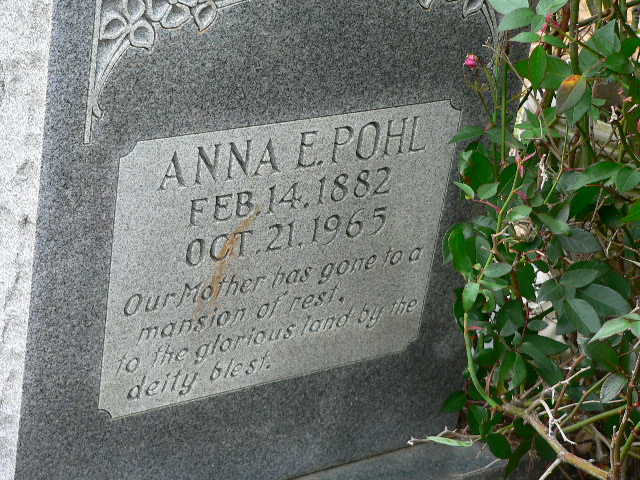 ANNA E. POHL
FEB. 14. 1882
OCT. 21. 1965
Our Mother has gone to a
mansion of rest.
to the glorious land by the
deity blest.